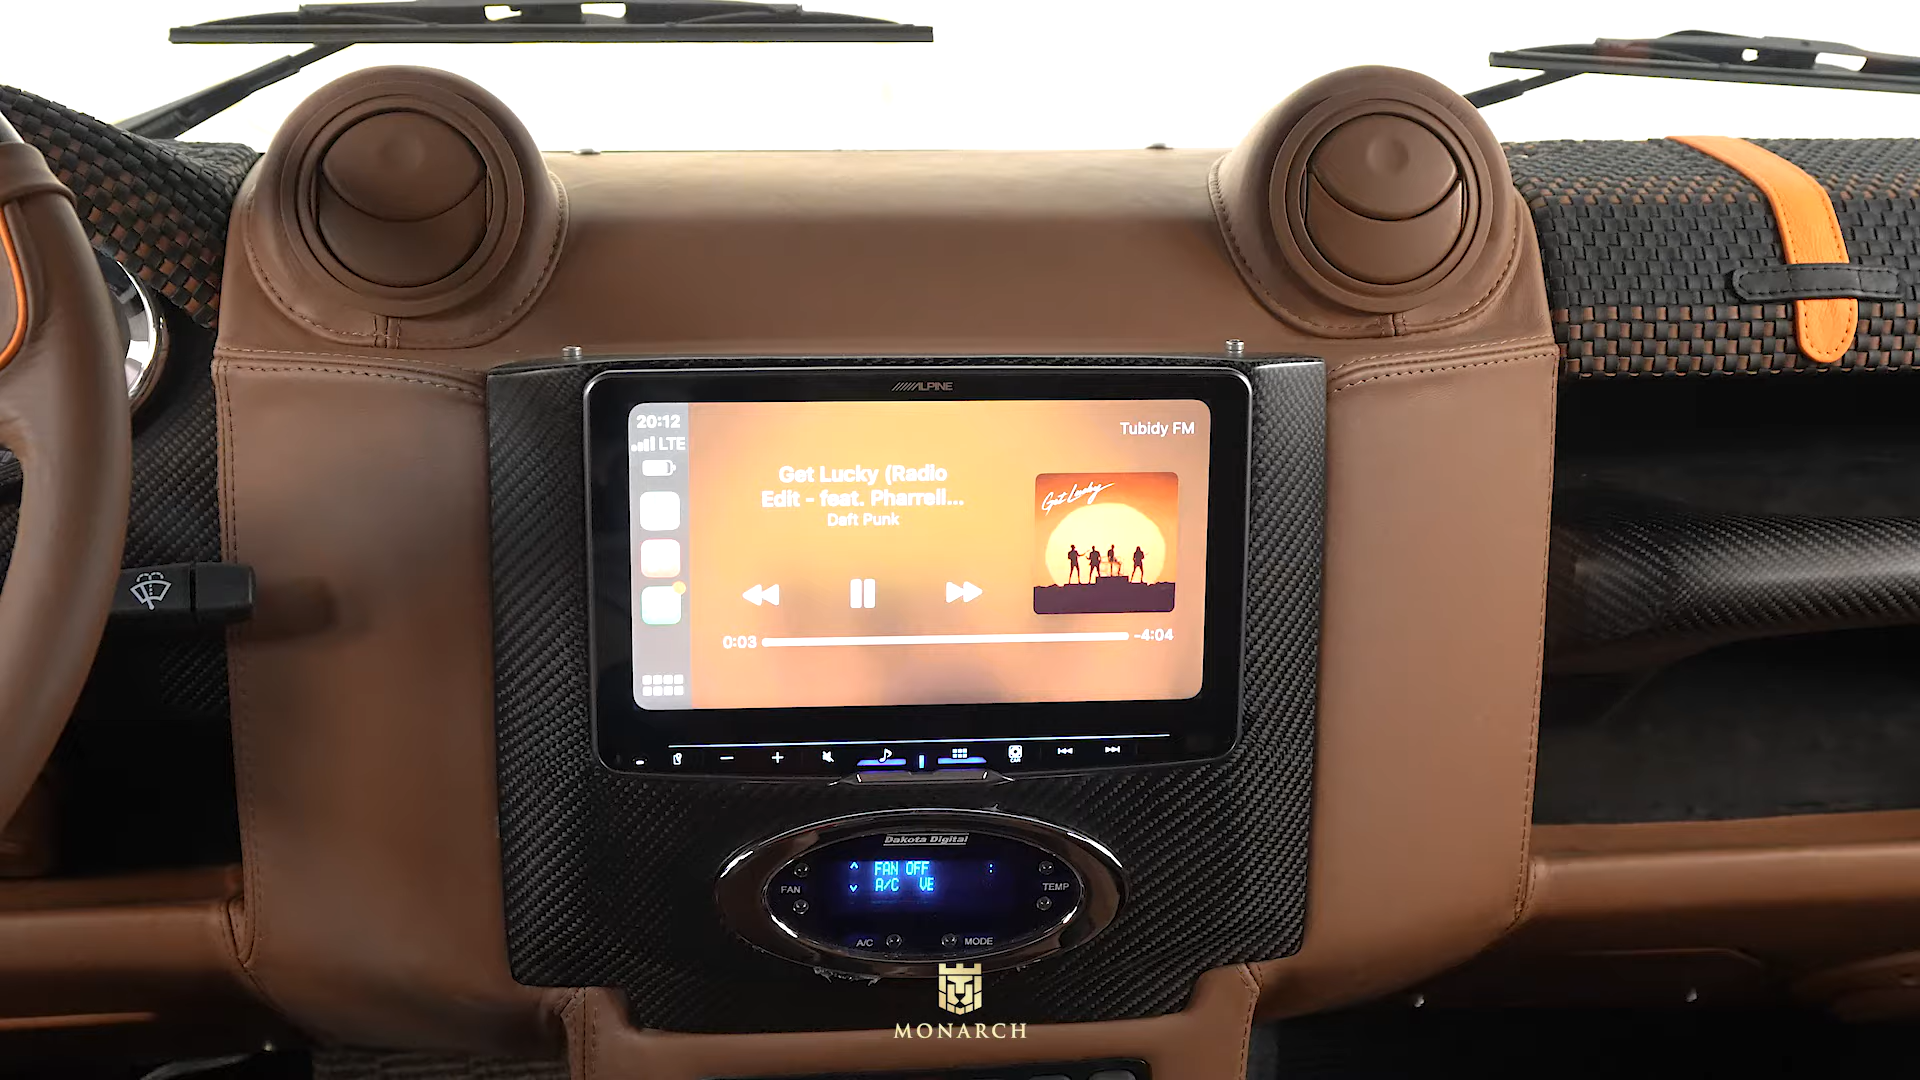 ALPINE
20:12
LTE
Tubidy FM
Get Lucky (Radio
Edit - feat. Pharrell...
Daft Punk
Get Lucky
0:03
-4:04
CAM
Dakota Digital
FAN OFF
A/C VE
FAN
TEMP
A/C
MODE
MONARCH